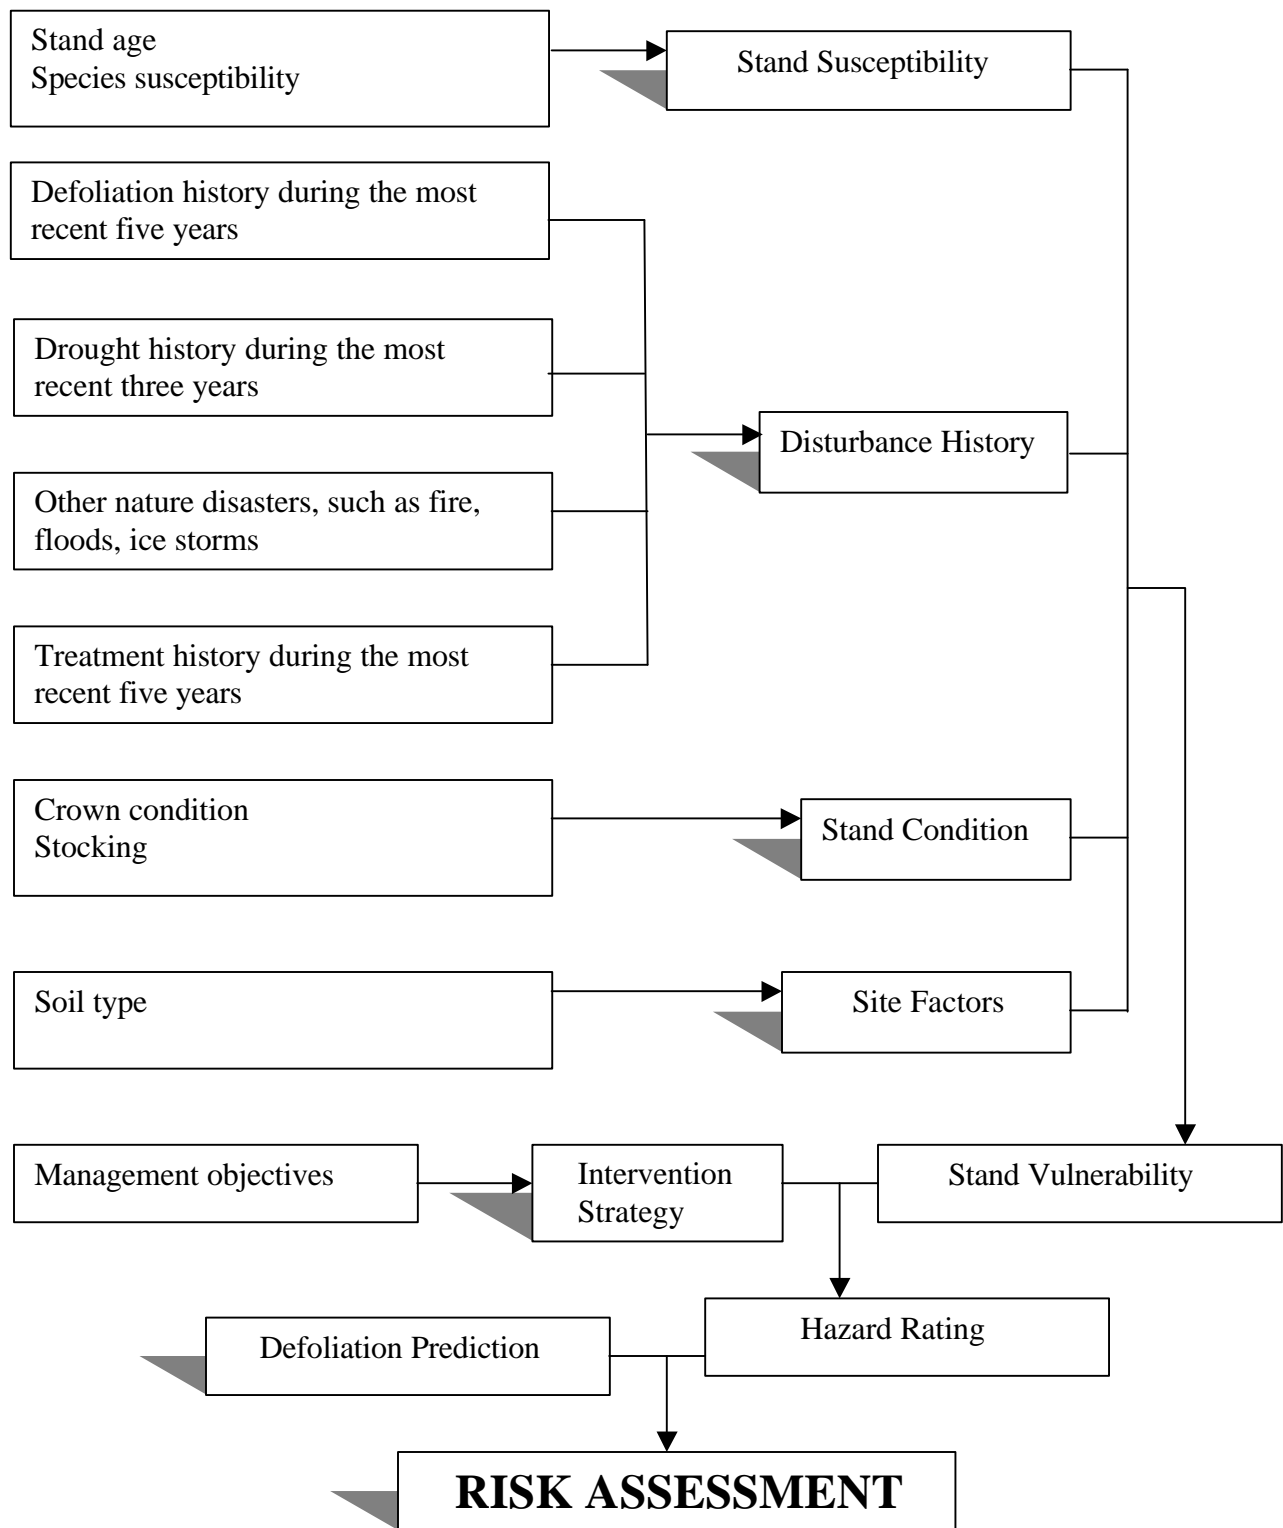 Stand age
Species susceptibility
Stand Susceptibility
Defoliation history during the most
recent five years
Drought history during the most
recent three years
Disturbance History
Other nature disasters, such as fire,
floods, ice storms
Treatment history during the most
recent five years
Crown condition
Stocking
Stand Condition
Soil type
Site Factors
Management objectives
Intervention
Strategy
Stand Vulnerability
Hazard Rating
Defoliation Prediction
RISK ASSESSMENT